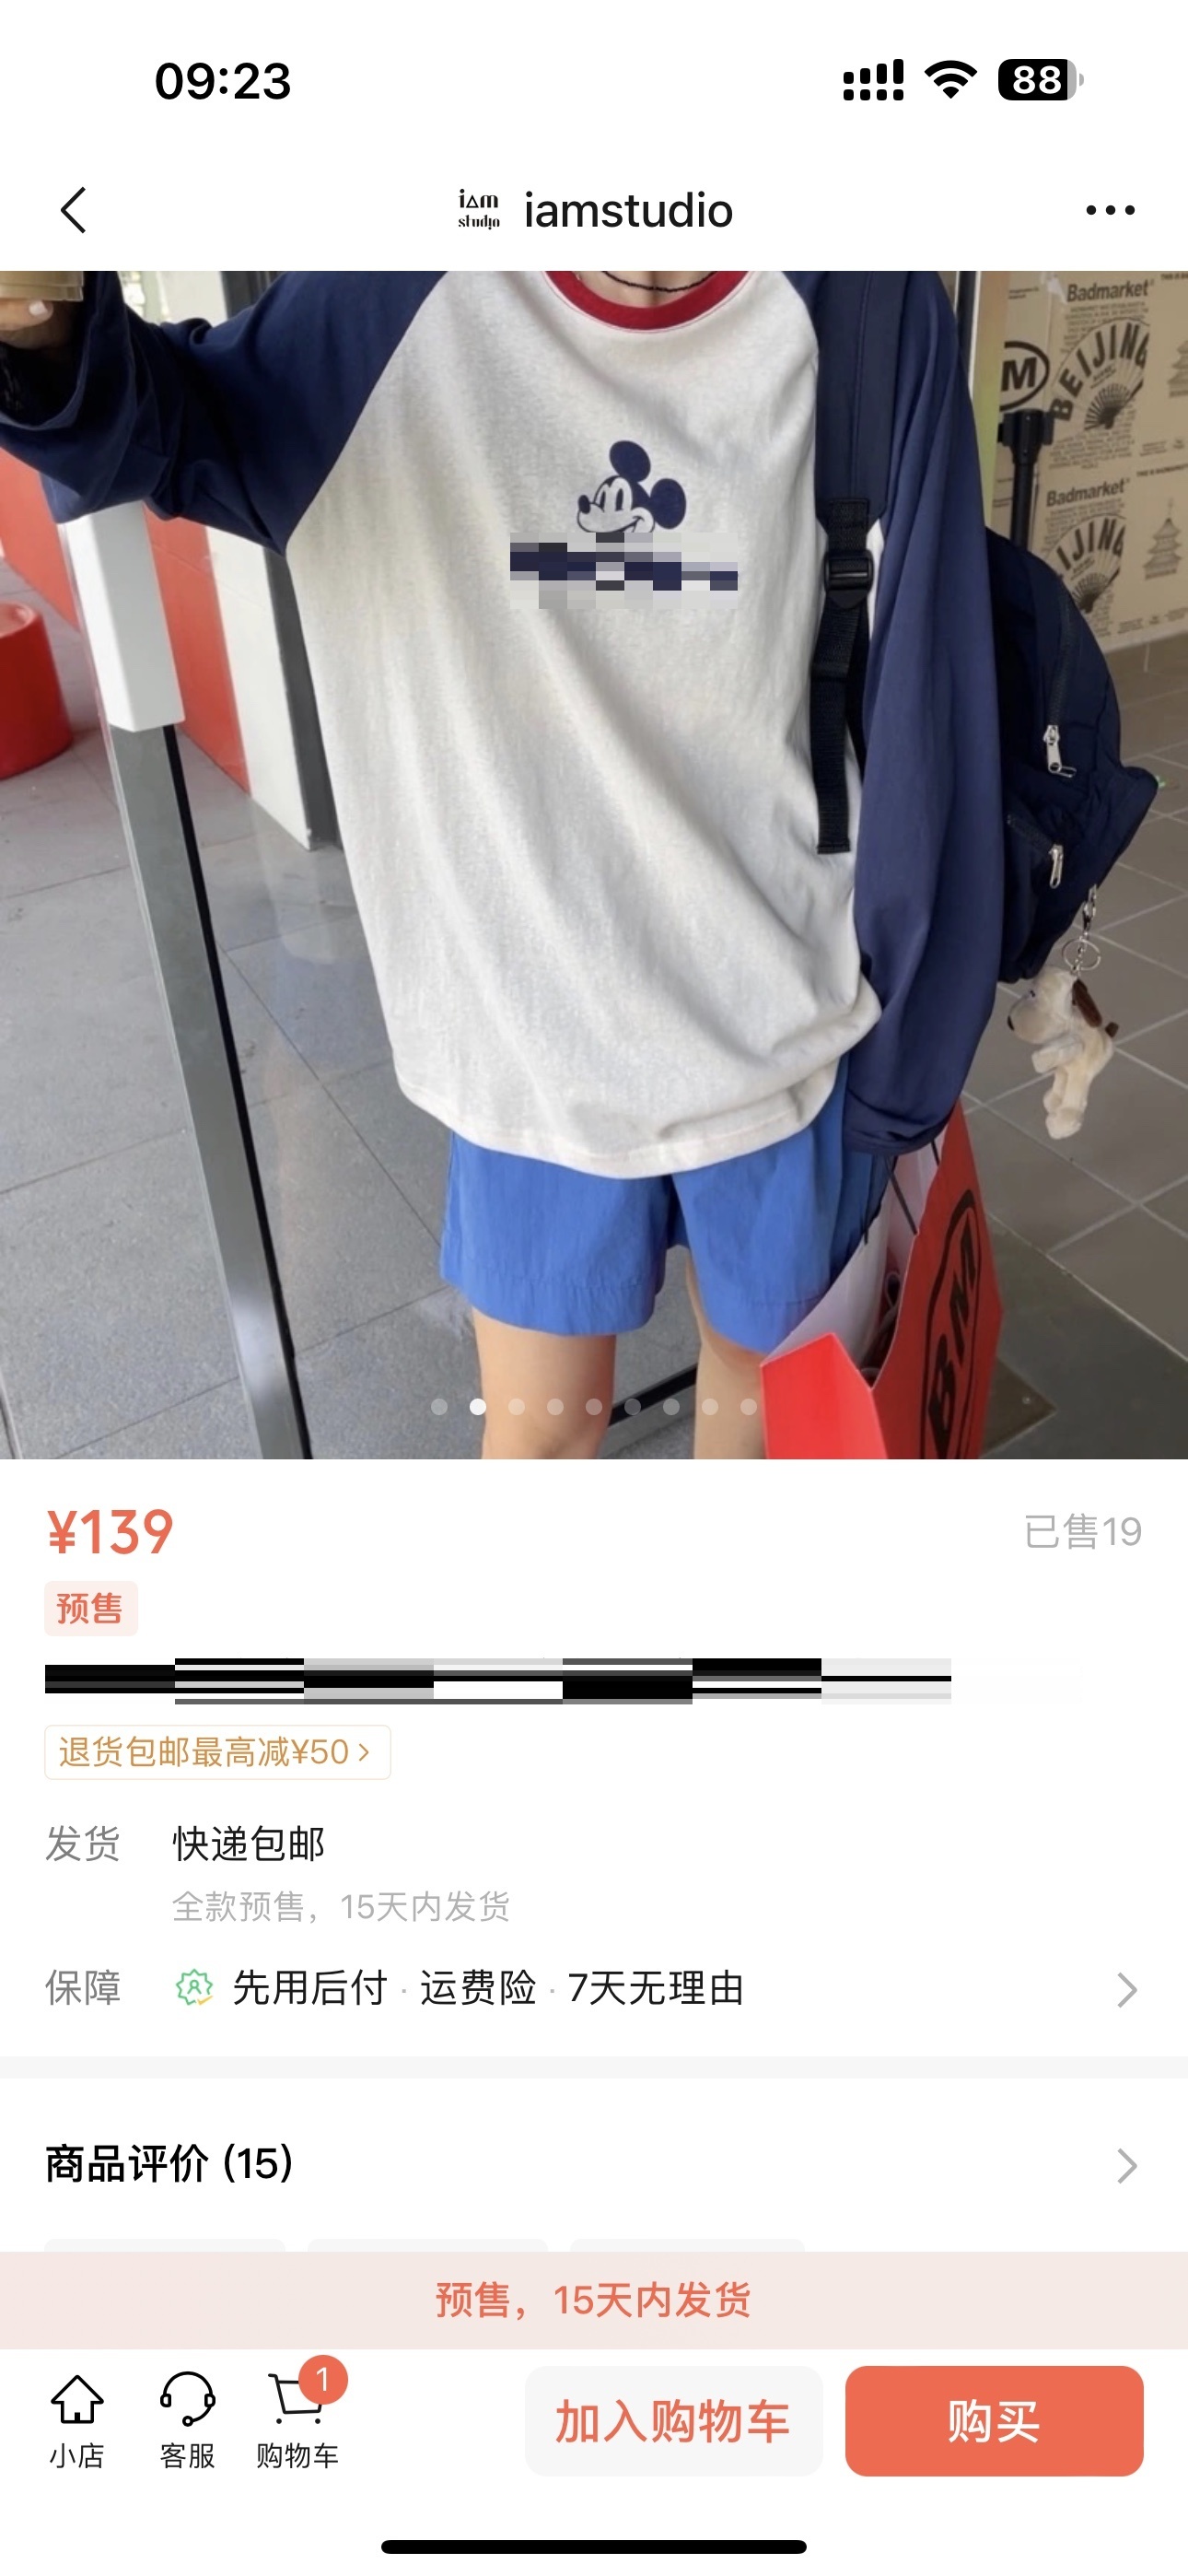 09:23
88
iam
studio
iamstudio
Badmarket
BEIJING
M
Badmarket
IJING
BM
¥139
已售19
预售
退货包邮最高减¥50
发货
快递包邮
全款预售，15天内发货
保障
先用后付 · 运费险 · 7天无理由
商品评价 (15)
预售，15天内发货
小店
客服
1
购物车
加入购物车
购买